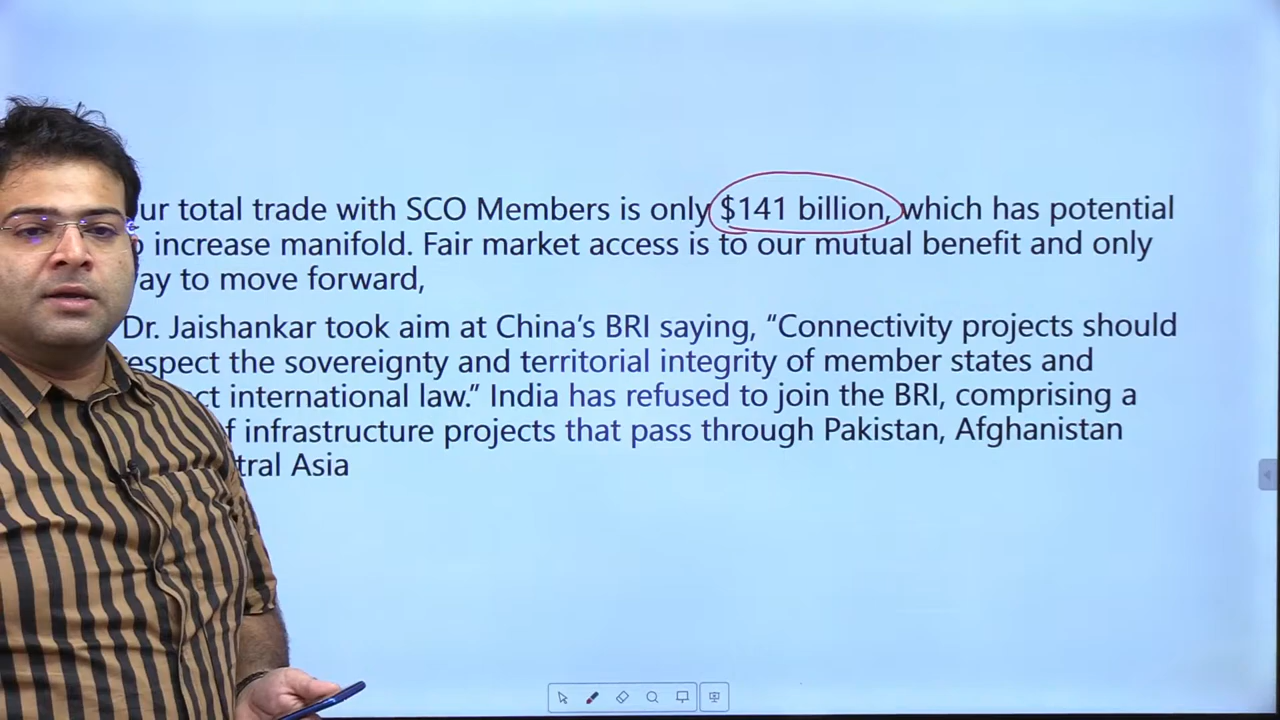 ur total trade with SCO Members is only $141 billion, which has potential
increase manifold. Fair market access is to our mutual benefit and only
ay to move forward,
Dr. Jaishankar took aim at China's BRI saying, “Connectivity projects should
espect the sovereignty and territorial integrity of member states and
ct international law.” India has refused to join the BRI, comprising a
f infrastructure projects that pass through Pakistan, Afghanistan
tral Asia